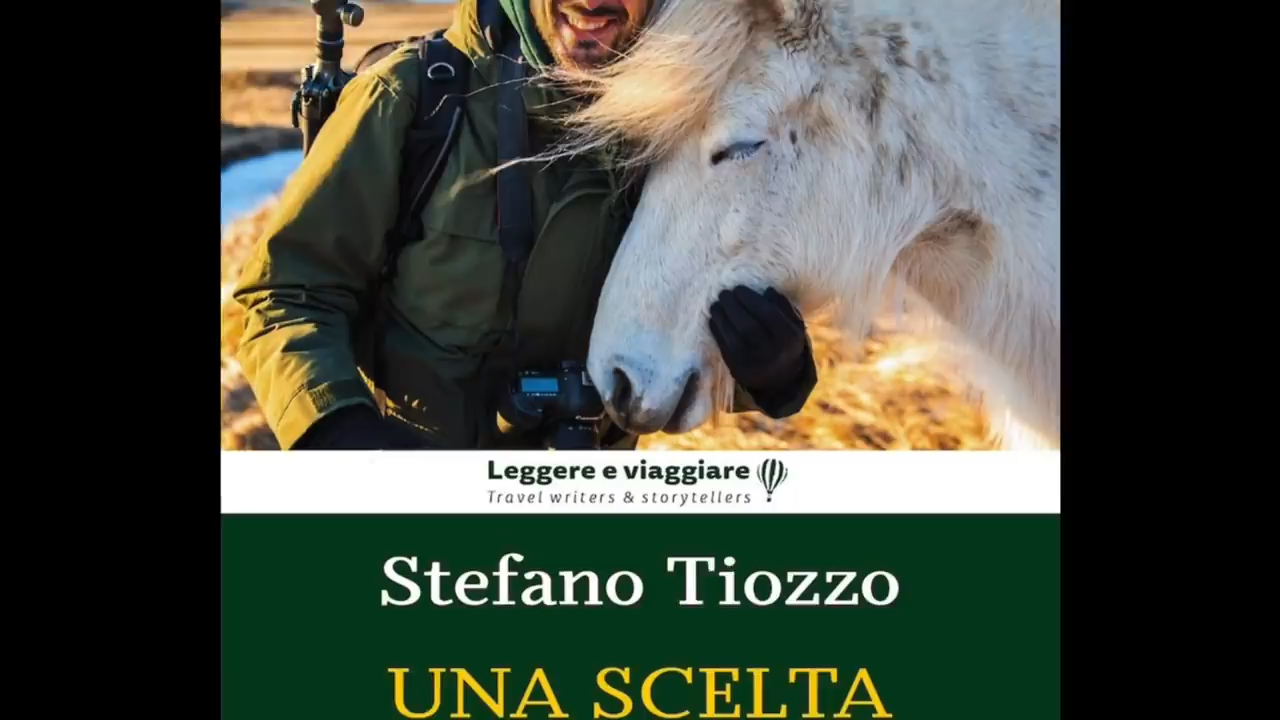 Leggere e viaggiare
Travel writers & storytellers
Stefano Tiozzo
UNA SCELTA